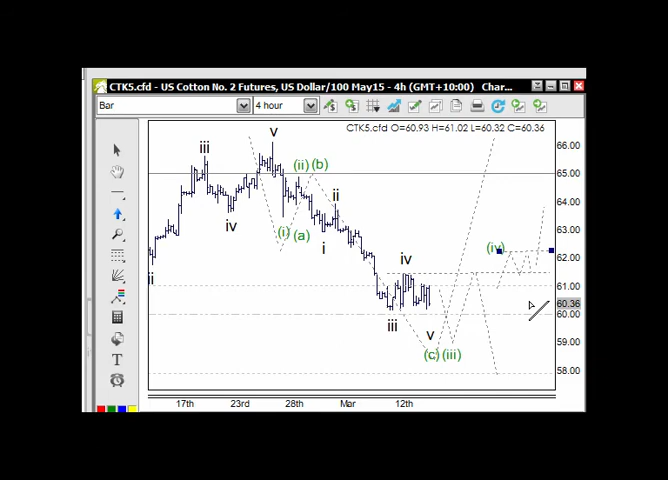 CTK5.cfd - US Cotton No. 2 Futures, US Dollar/100 May15 - 4h (GMT+10:00) Char...
Bar 4 hour
CTK5.cfd O=60.93 H=61.02 L=60.32 C=60.36
v
66.00
iii
(ii) (b)
65.00
ii
64.00
iv
(i) (a)
63.00
i
iv
(iv)
62.00
ii
61.00
60.36
60.00
iii
v
59.00
(c) (iii)
58.00
T
17th 23rd 28th Mar 12th